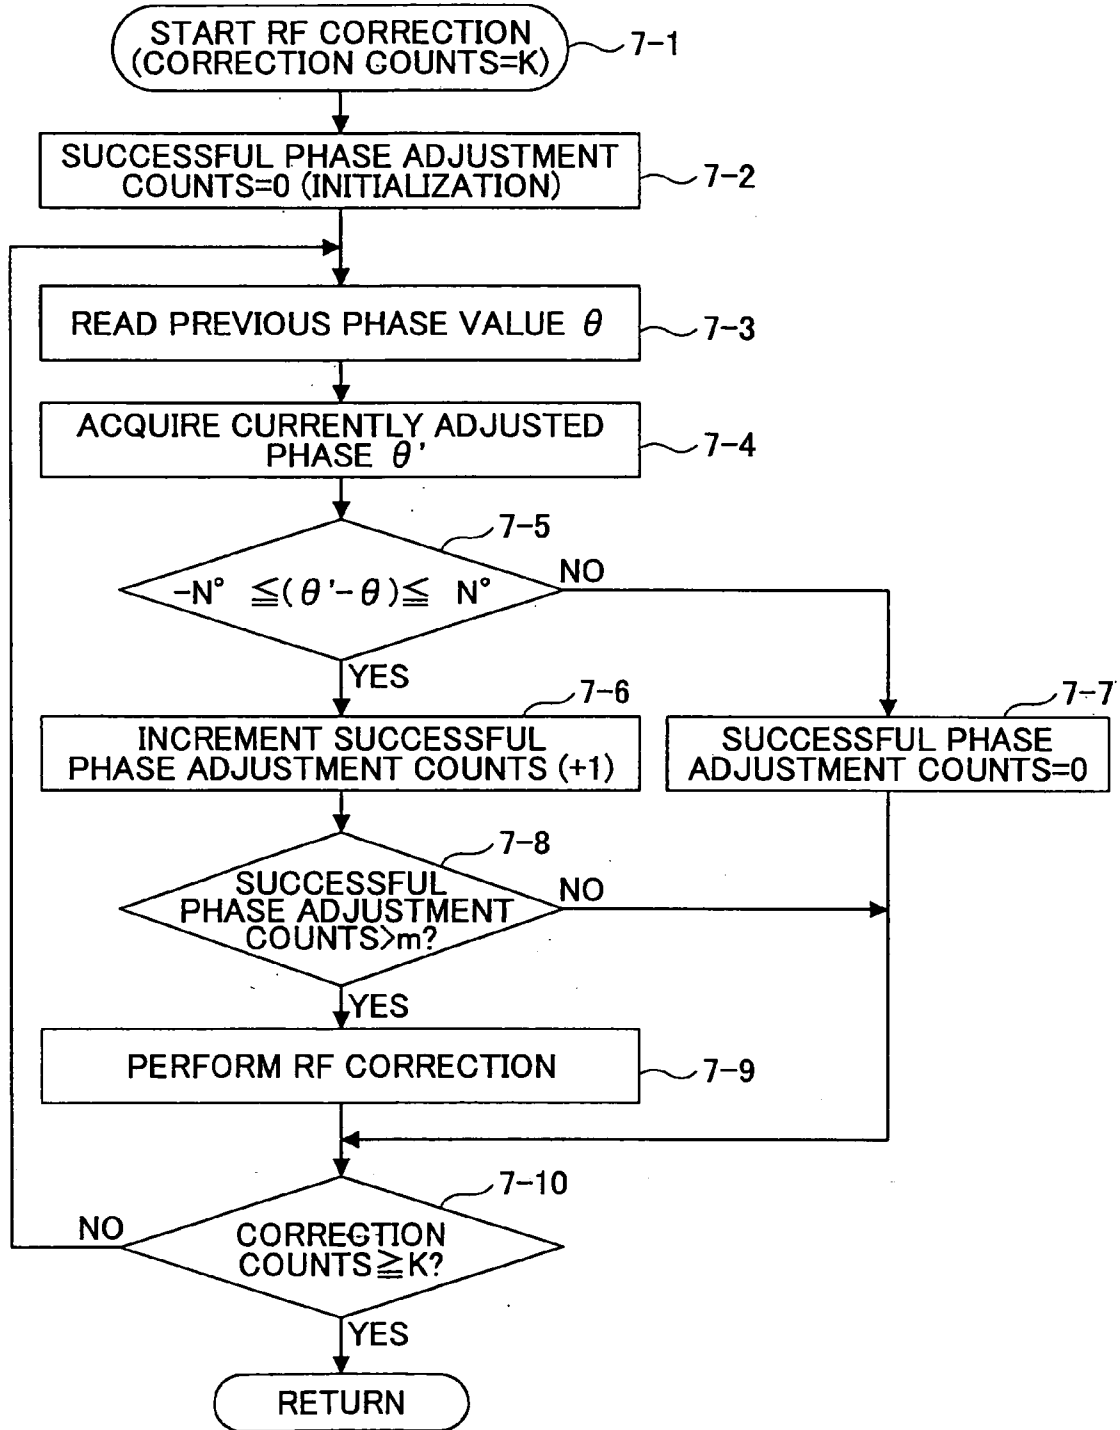 START RF CORRECTION
(CORRECTION COUNTS=K)
7-1
SUCCESSFUL PHASE ADJUSTMENT
COUNTS=0 (INITIALIZATION)
7-2
READ PREVIOUS PHASE VALUE θ
7-3
ACQUIRE CURRENTLY ADJUSTED
PHASE θ'
7-4
7-5
-N° ≦(θ'-θ)≦ N°
NO
YES
7-6
INCREMENT SUCCESSFUL
PHASE ADJUSTMENT COUNTS (+1)
7-7
SUCCESSFUL PHASE
ADJUSTMENT COUNTS=0
7-8
SUCCESSFUL
PHASE ADJUSTMENT
COUNTS>m?
NO
YES
PERFORM RF CORRECTION
7-9
7-10
CORRECTION
COUNTS≧K?
NO
YES
RETURN